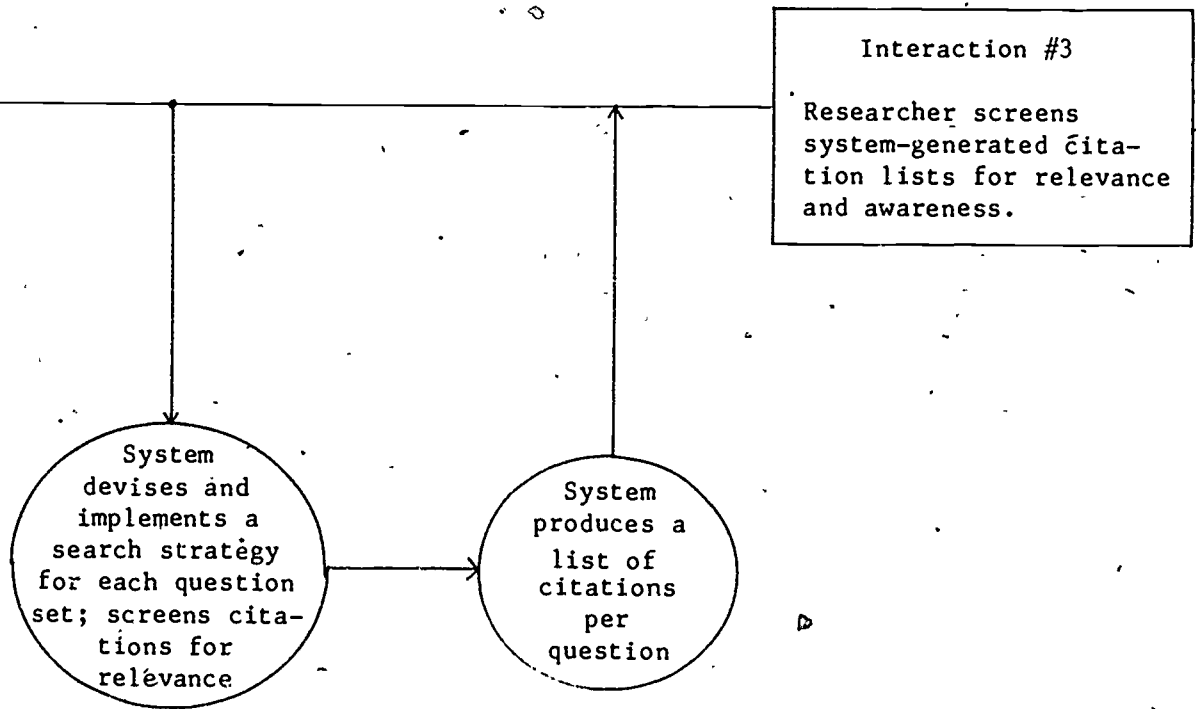 Interaction #3
Researcher screens
system-generated cita-
tion lists for relevance
and awareness.
System
devises and
implements a
search strategy
for each question
set; screens cita-
tions for
relevance
System
produces a
list of
citations
per
question